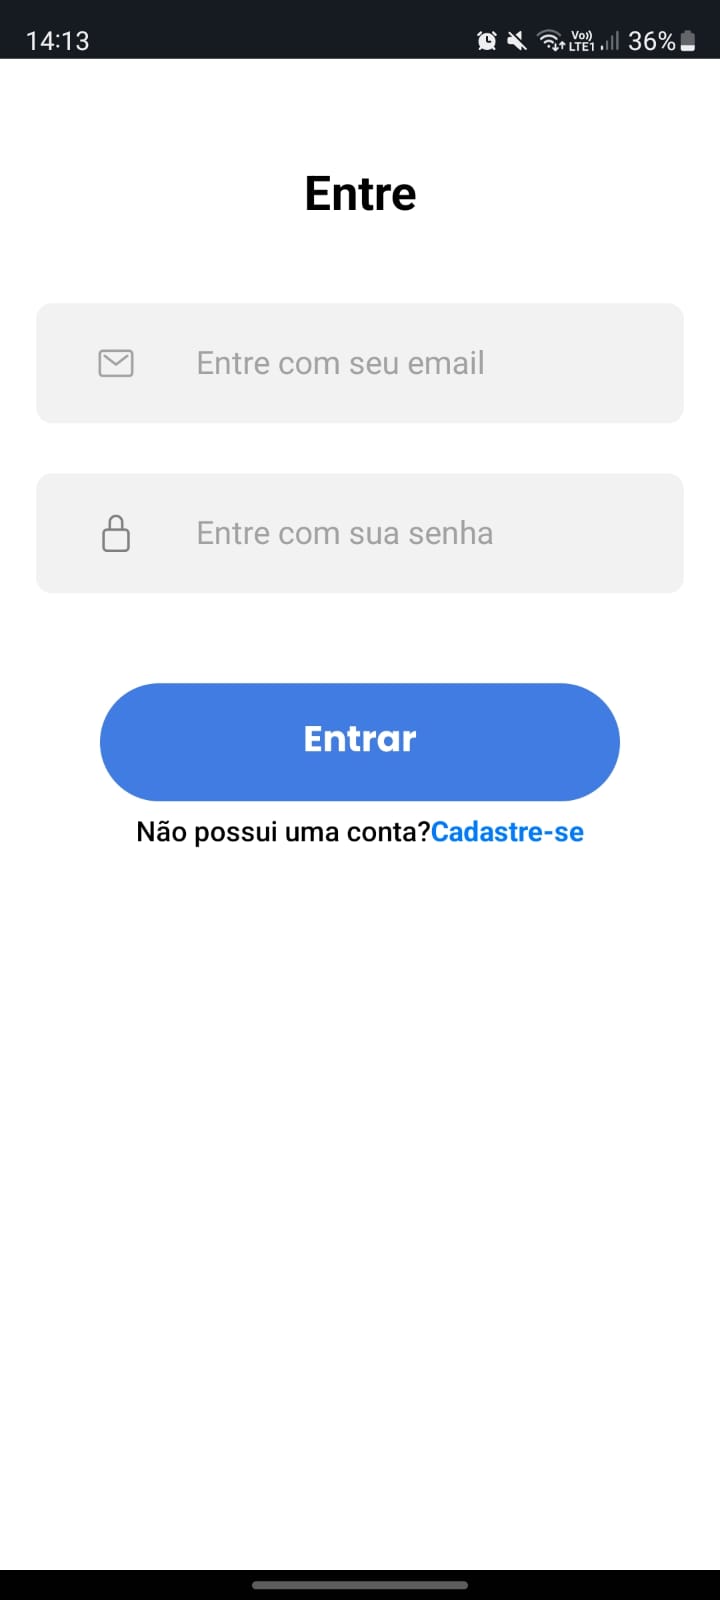 14:13 Vo)) LTE1 36%
Entre
Entre com seu email
Entre com sua senha
Entrar
Não possui uma conta?Cadastre-se